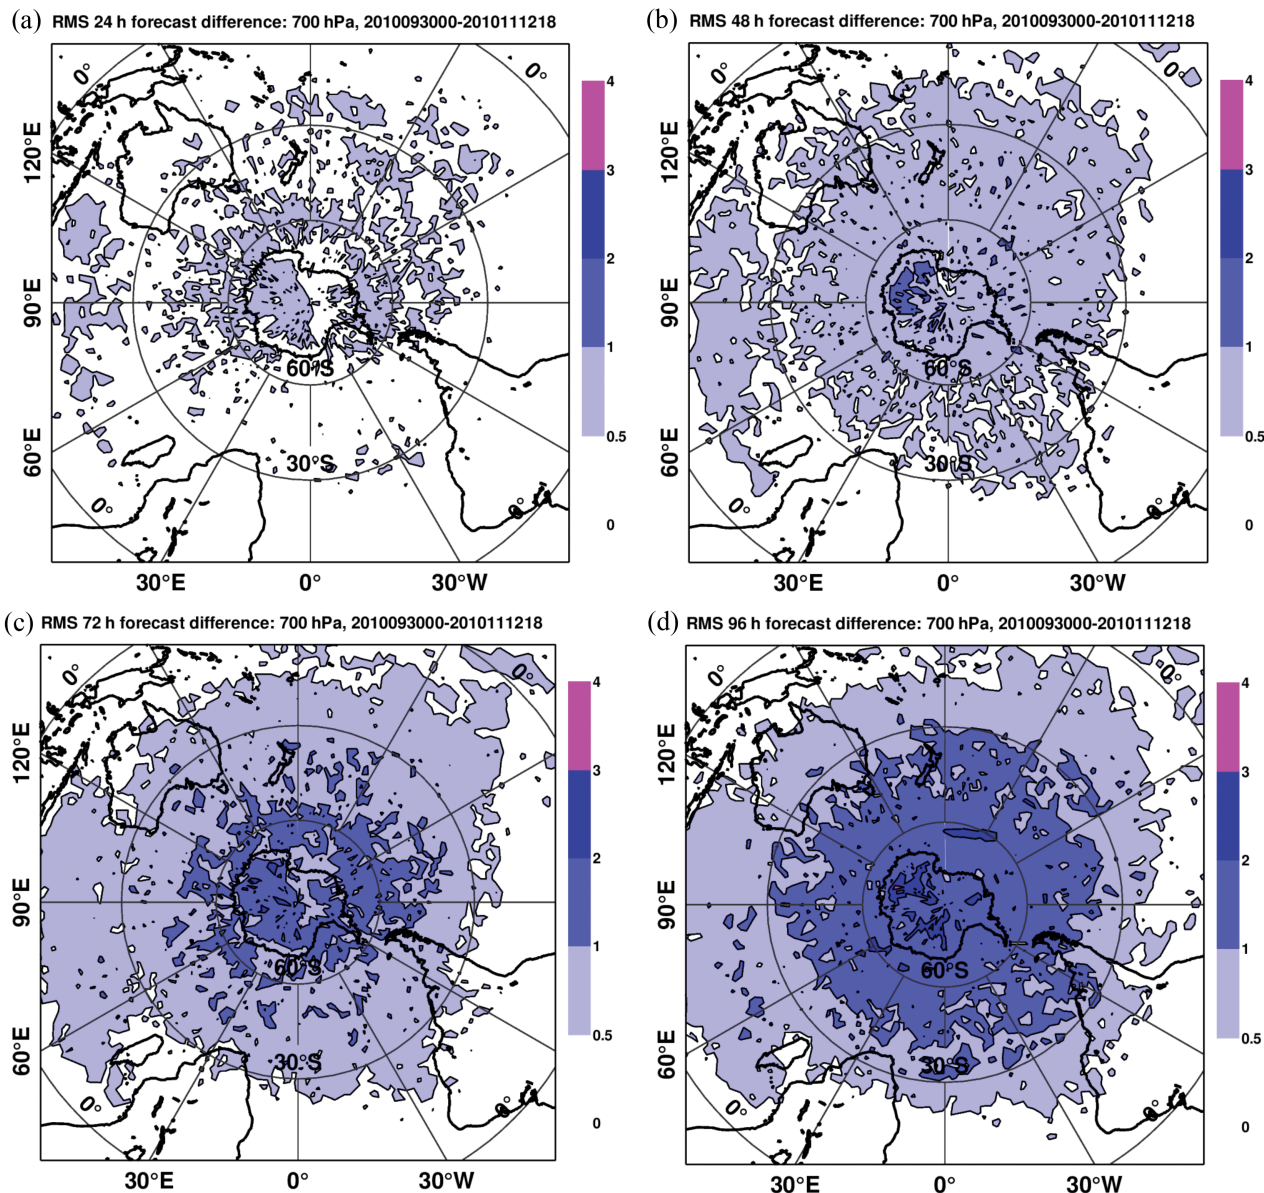 (a) RMS 24 h forecast difference: 700 hPa, 2010093000-2010111218
0°
0°
120°E
90°E
60°E
60°S
30°S
0°
0°
30°E
0°
30°W
4
3
2
1
0.5
0
(b) RMS 48 h forecast difference: 700 hPa, 2010093000-2010111218
0°
0°
120°E
90°E
60°E
60°S
30°S
0°
0°
30°E
0°
30°W
4
3
2
1
0.5
0
(c) RMS 72 h forecast difference: 700 hPa, 2010093000-2010111218
0°
0°
120°E
90°E
60°E
60°S
30°S
0°
0°
30°E
0°
30°W
4
3
2
1
0.5
0
(d) RMS 96 h forecast difference: 700 hPa, 2010093000-2010111218
0°
0°
120°E
90°E
60°E
60°S
30°S
0°
0°
30°E
0°
30°W
4
3
2
1
0.5
0